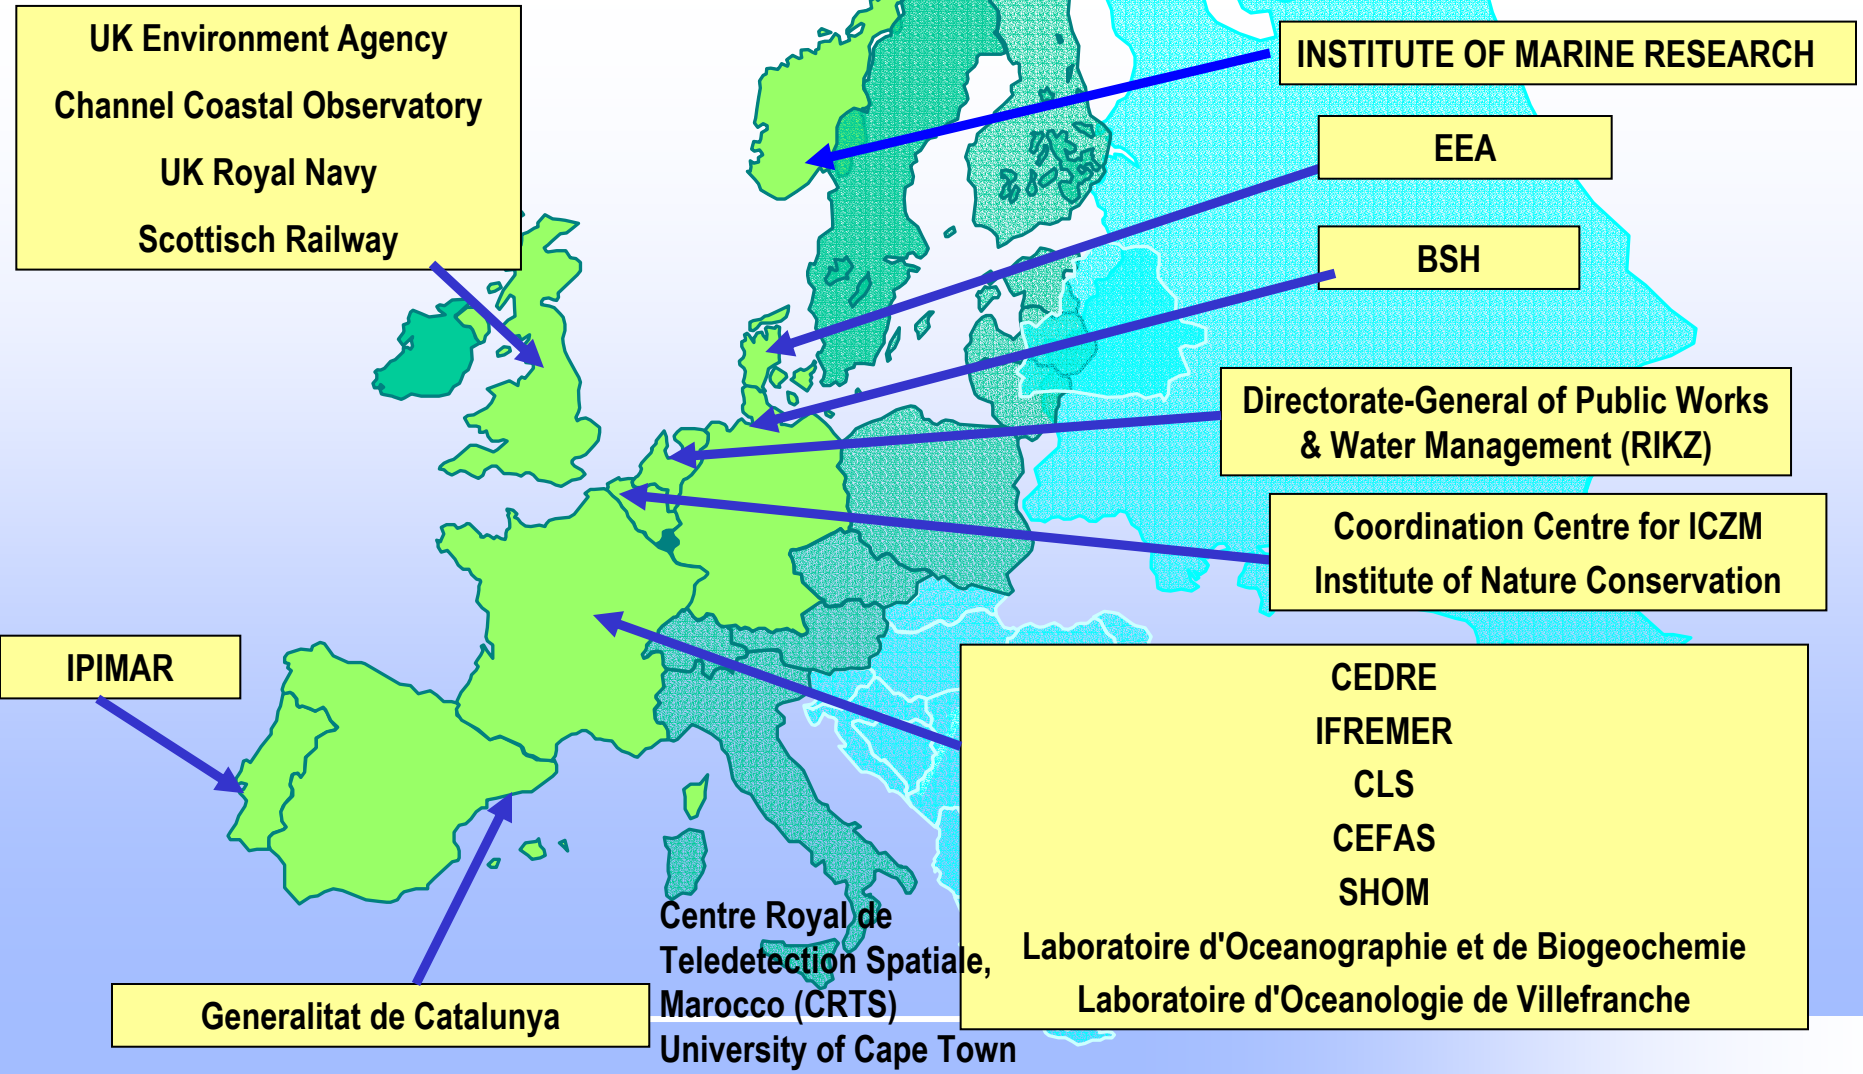 UK Environment Agency
Channel Coastal Observatory
UK Royal Navy
Scottisch Railway
INSTITUTE OF MARINE RESEARCH
EEA
BSH
Directorate-General of Public Works
& Water Management (RIKZ)
Coordination Centre for ICZM
Institute of Nature Conservation
IPIMAR
CEDRE
IFREMER
CLS
CEFAS
SHOM
Laboratoire d'Oceanographie et de Biogeochemie
Laboratoire d'Oceanologie de Villefranche
Generalitat de Catalunya
Centre Royal de
Teledetection Spatiale,
Marocco (CRTS)
University of Cape Town